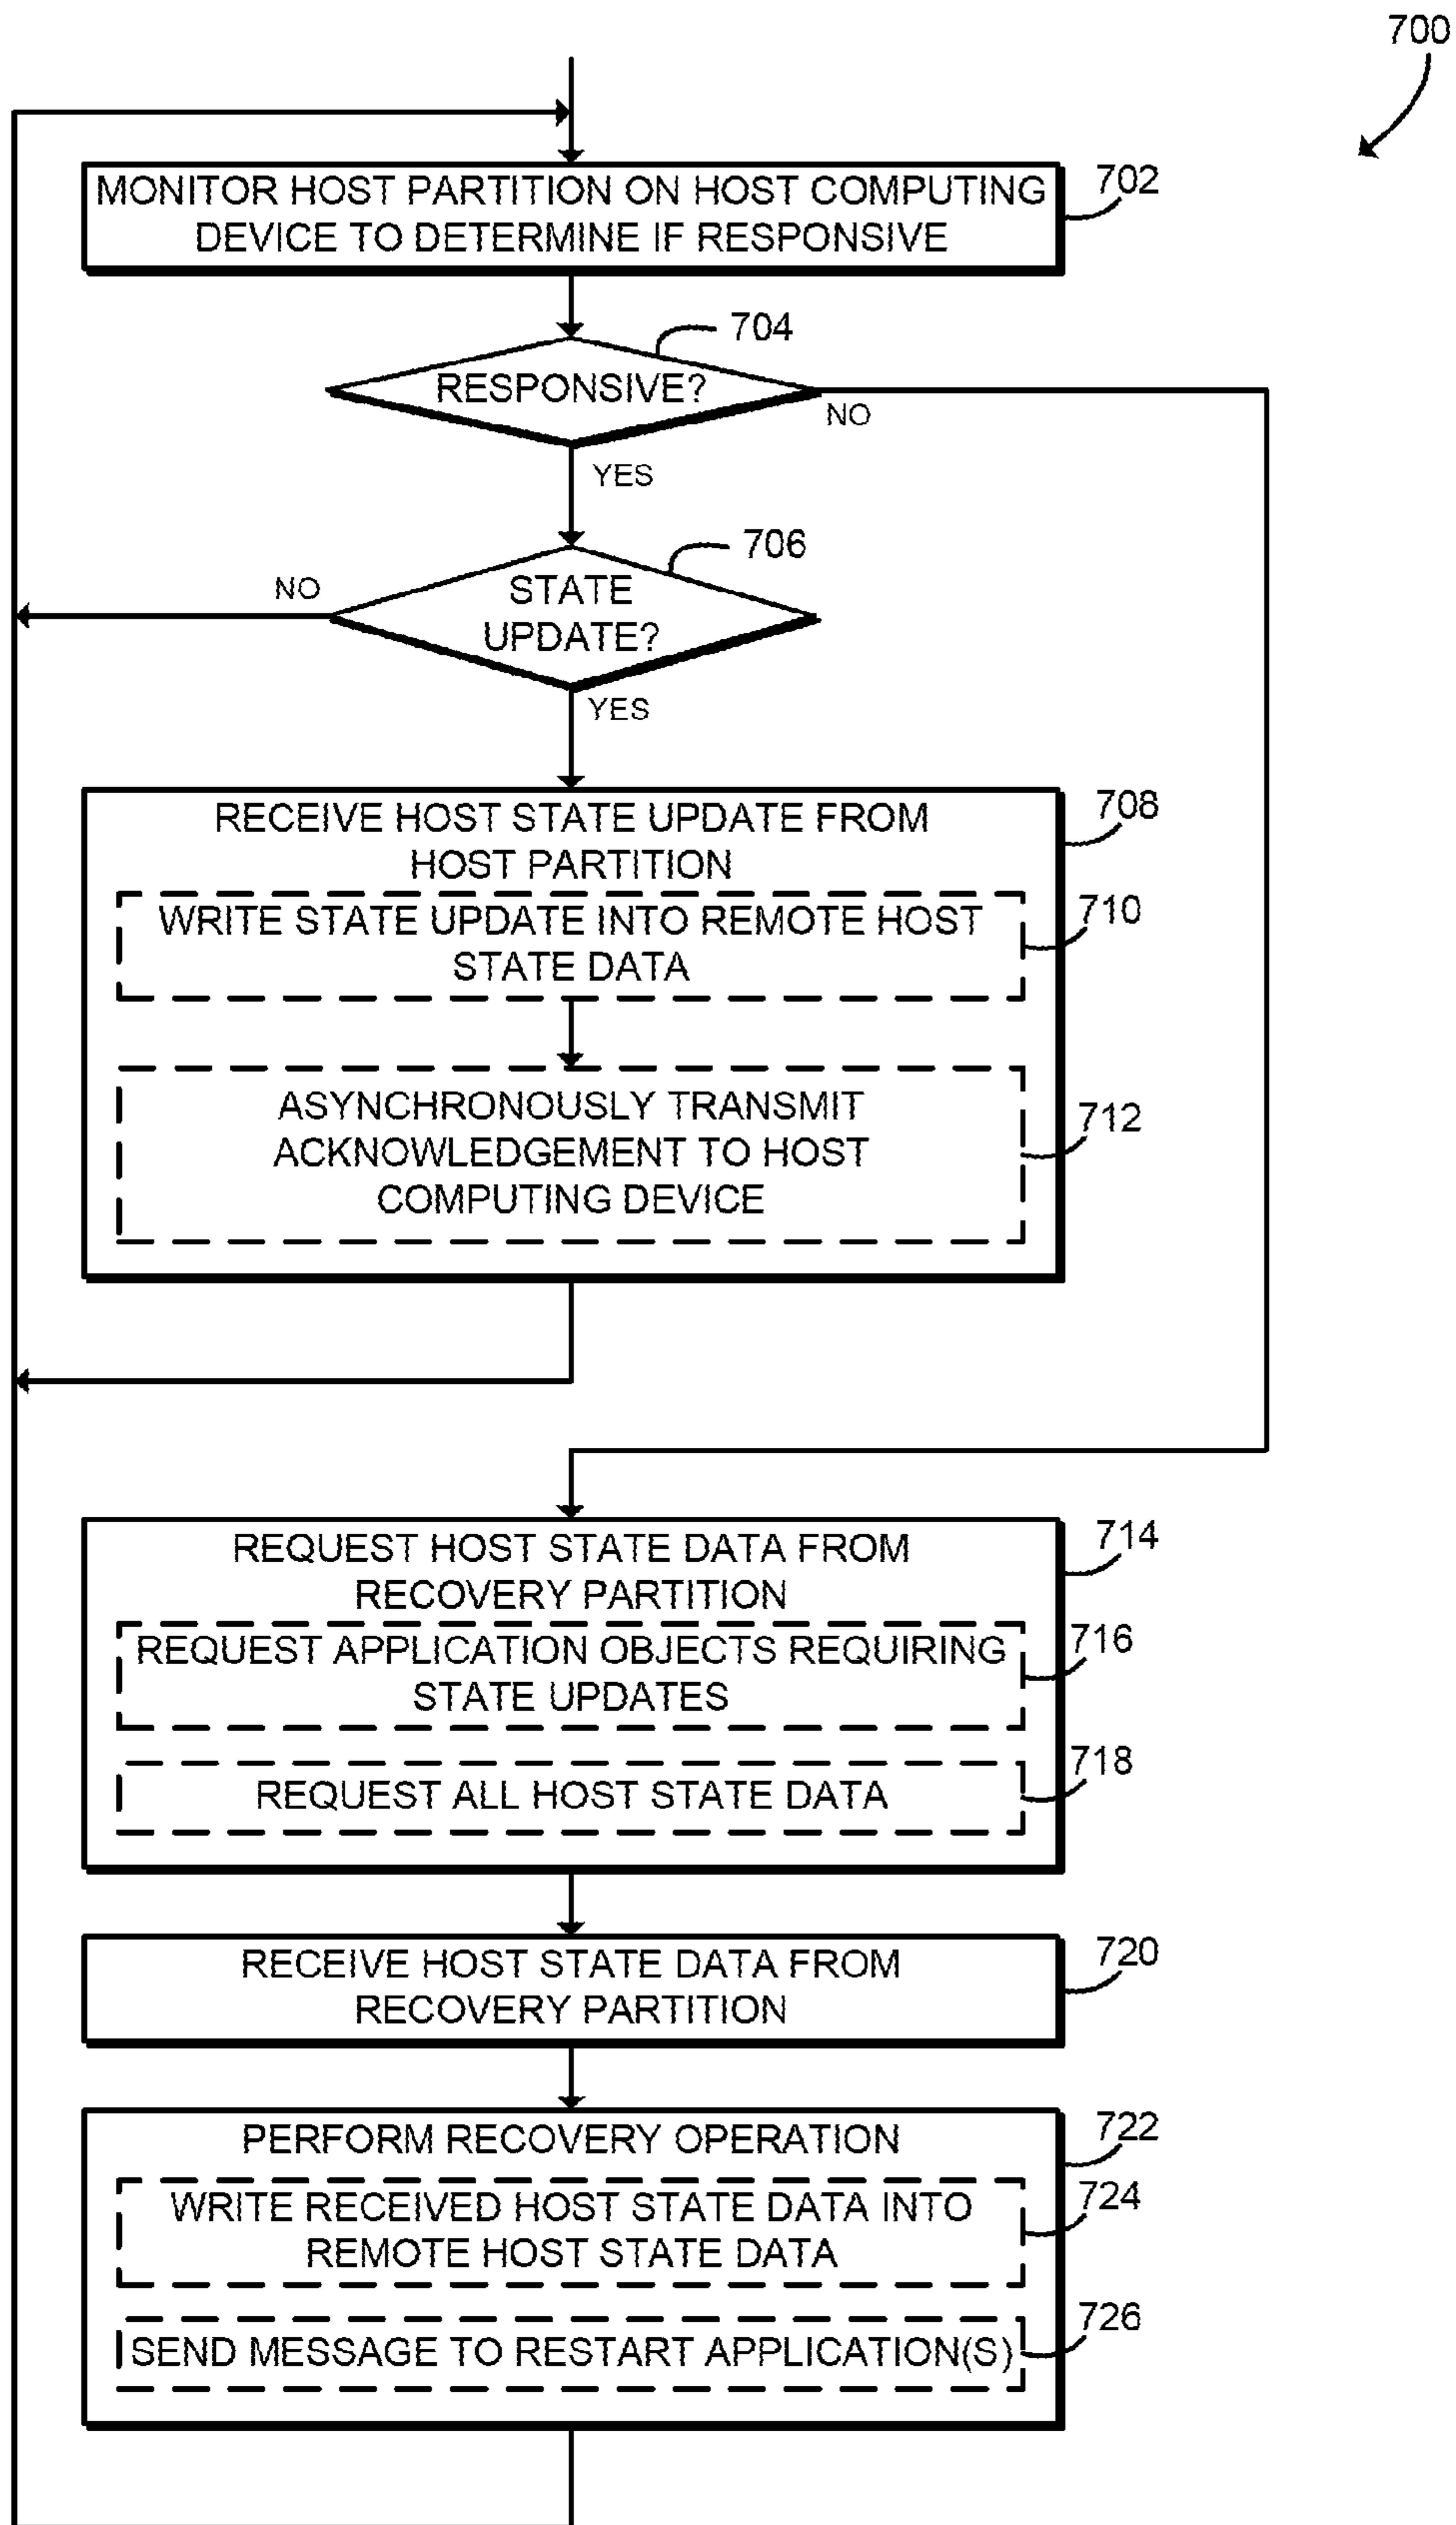 700
MONITOR HOST PARTITION ON HOST COMPUTING
DEVICE TO DETERMINE IF RESPONSIVE
702
704
RESPONSIVE?
NO
YES
706
NO
STATE
UPDATE?
YES
RECEIVE HOST STATE UPDATE FROM
HOST PARTITION
708
WRITE STATE UPDATE INTO REMOTE HOST
STATE DATA
710
ASYNCHRONOUSLY TRANSMIT
ACKNOWLEDGEMENT TO HOST
COMPUTING DEVICE
712
REQUEST HOST STATE DATA FROM
RECOVERY PARTITION
714
REQUEST APPLICATION OBJECTS REQUIRING
STATE UPDATES
716
REQUEST ALL HOST STATE DATA
718
RECEIVE HOST STATE DATA FROM
RECOVERY PARTITION
720
PERFORM RECOVERY OPERATION
722
WRITE RECEIVED HOST STATE DATA INTO
REMOTE HOST STATE DATA
724
SEND MESSAGE TO RESTART APPLICATION(S)
726